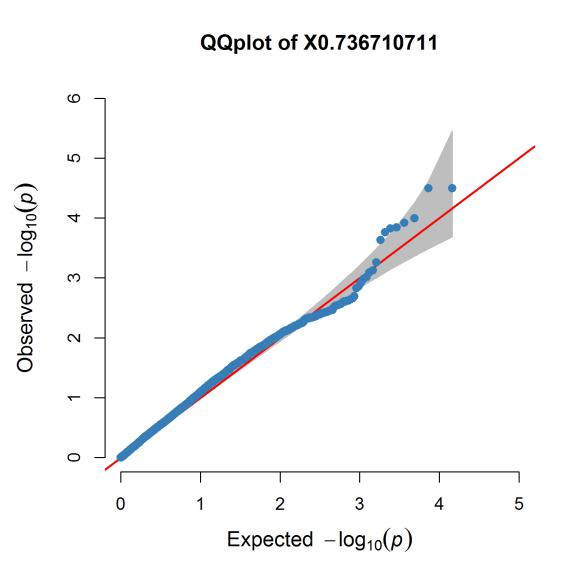 QQplot of X0.736710711
Observed −log₁₀(p)
6
5
4
3
2
1
0
0 1 2 3 4 5
Expected −log₁₀(p)